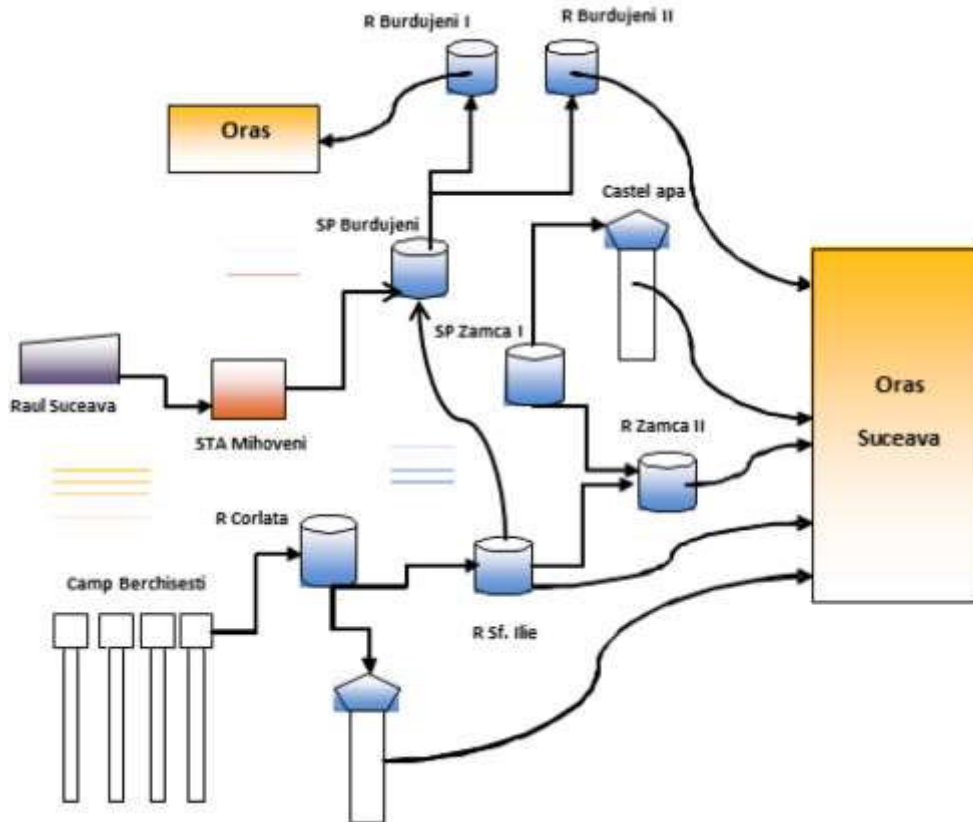 R Burdujeni I
R Burdujeni II
Oras
Castel apa
SP Burdujeni
SP Zamca I
Raul Suceava
STA Mihoveni
R Zamca II
Oras
Suceava
R Corlata
Camp Berchisesti
R Sf. Ilie